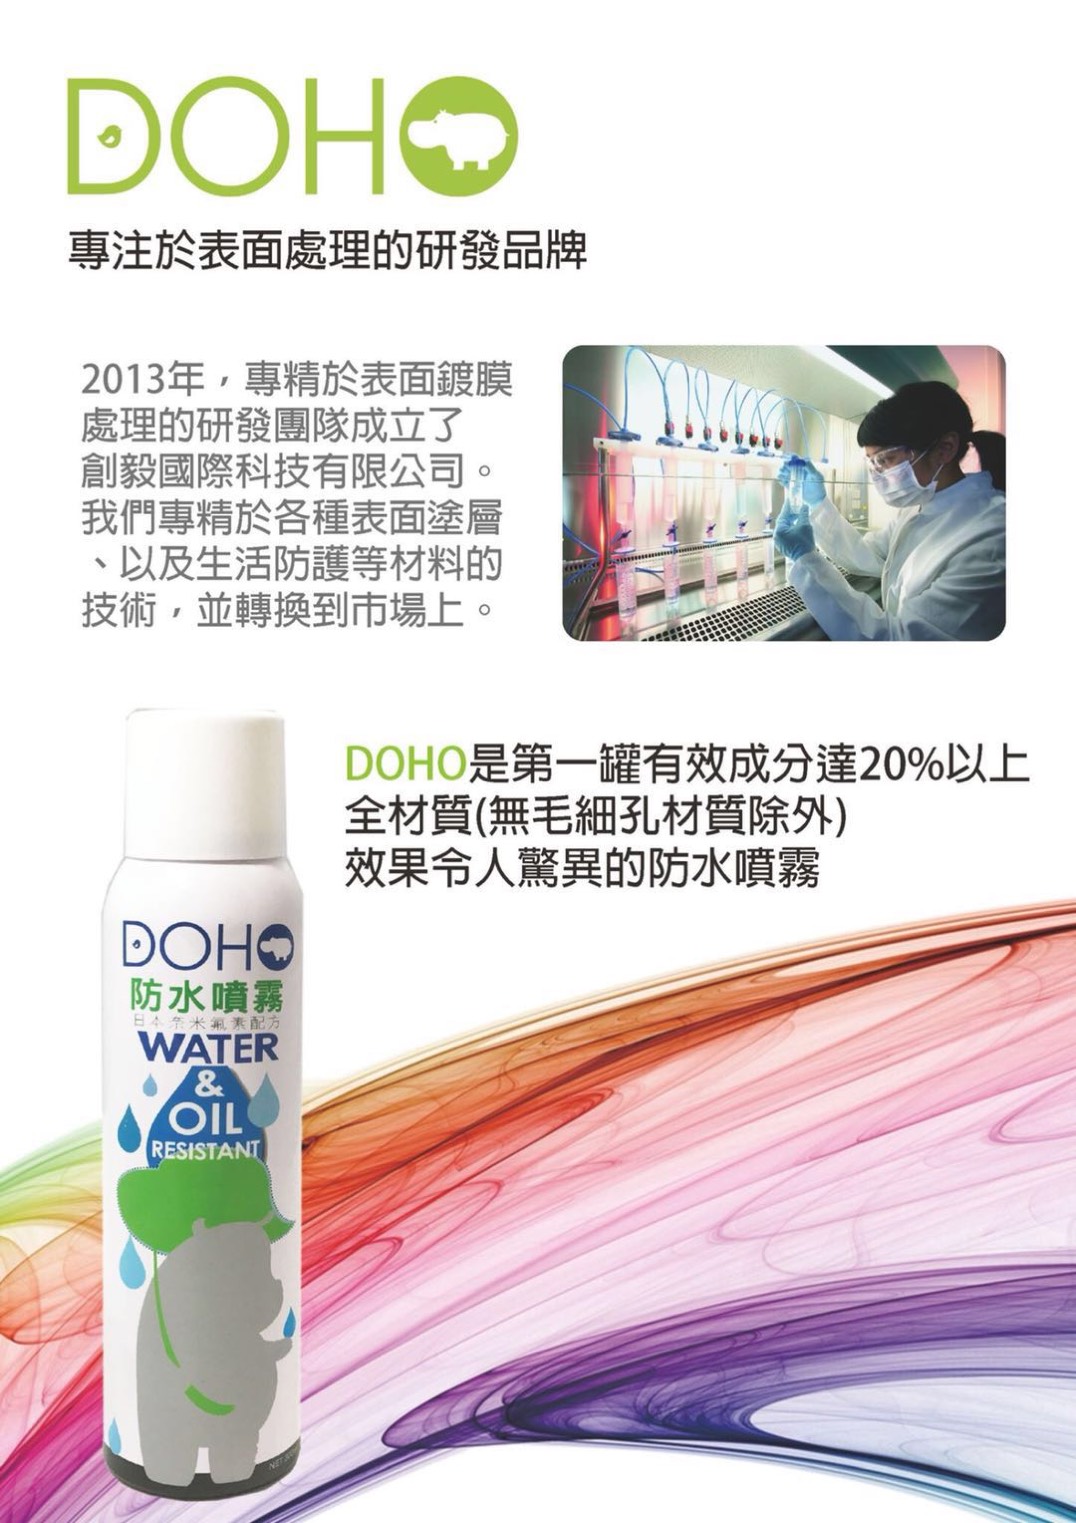 DOHO
專注於表面處理的研發品牌
2013年，專精於表面鍍膜
處理的研發團隊成立了
創毅國際科技有限公司。
我們專精於各種表面塗層
、以及生活防護等材料的
技術，並轉換到市場上。
DOHO是第一罐有效成分達20%以上
全材質(無毛細孔材質除外)
效果令人驚異的防水噴霧
DOHO
防水噴霧
日本奈米氟素配方
WATER
&
OIL
RESISTANT
NET